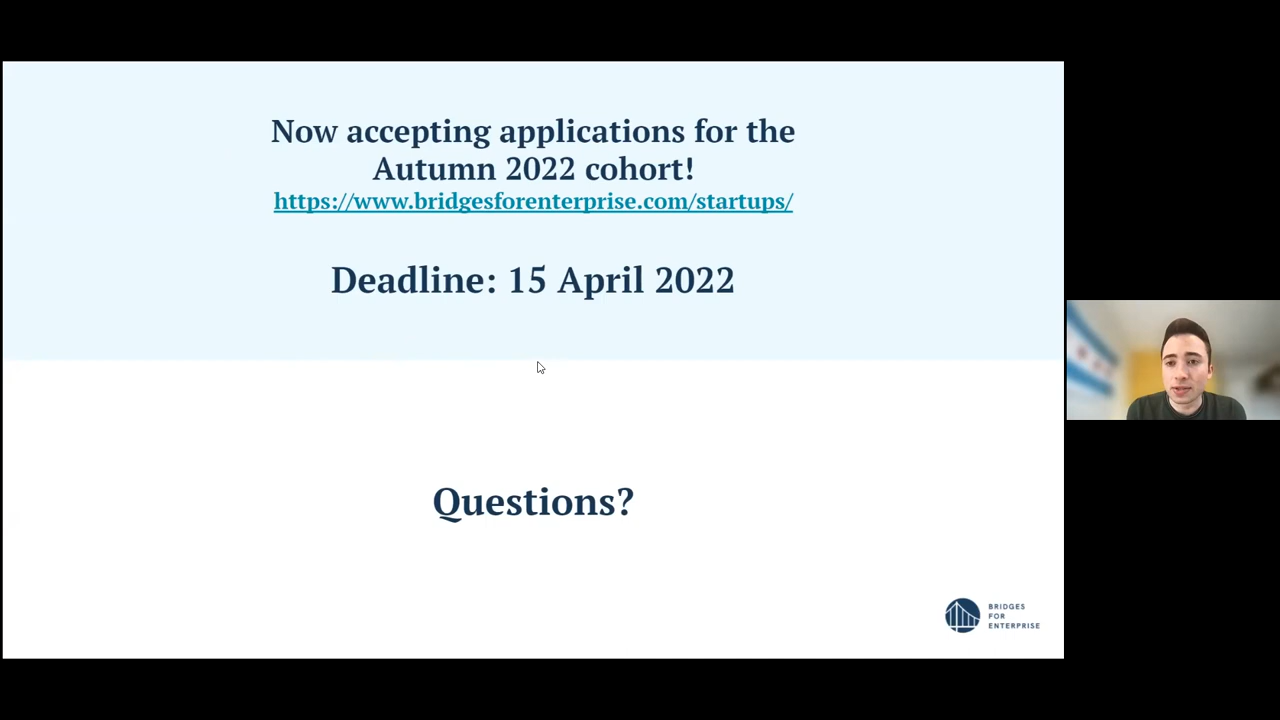 Now accepting applications for the
Autumn 2022 cohort!
https://www.bridgesforenterprise.com/startups/
Deadline: 15 April 2022
Questions?
BRIDGES
FOR
ENTERPRISE